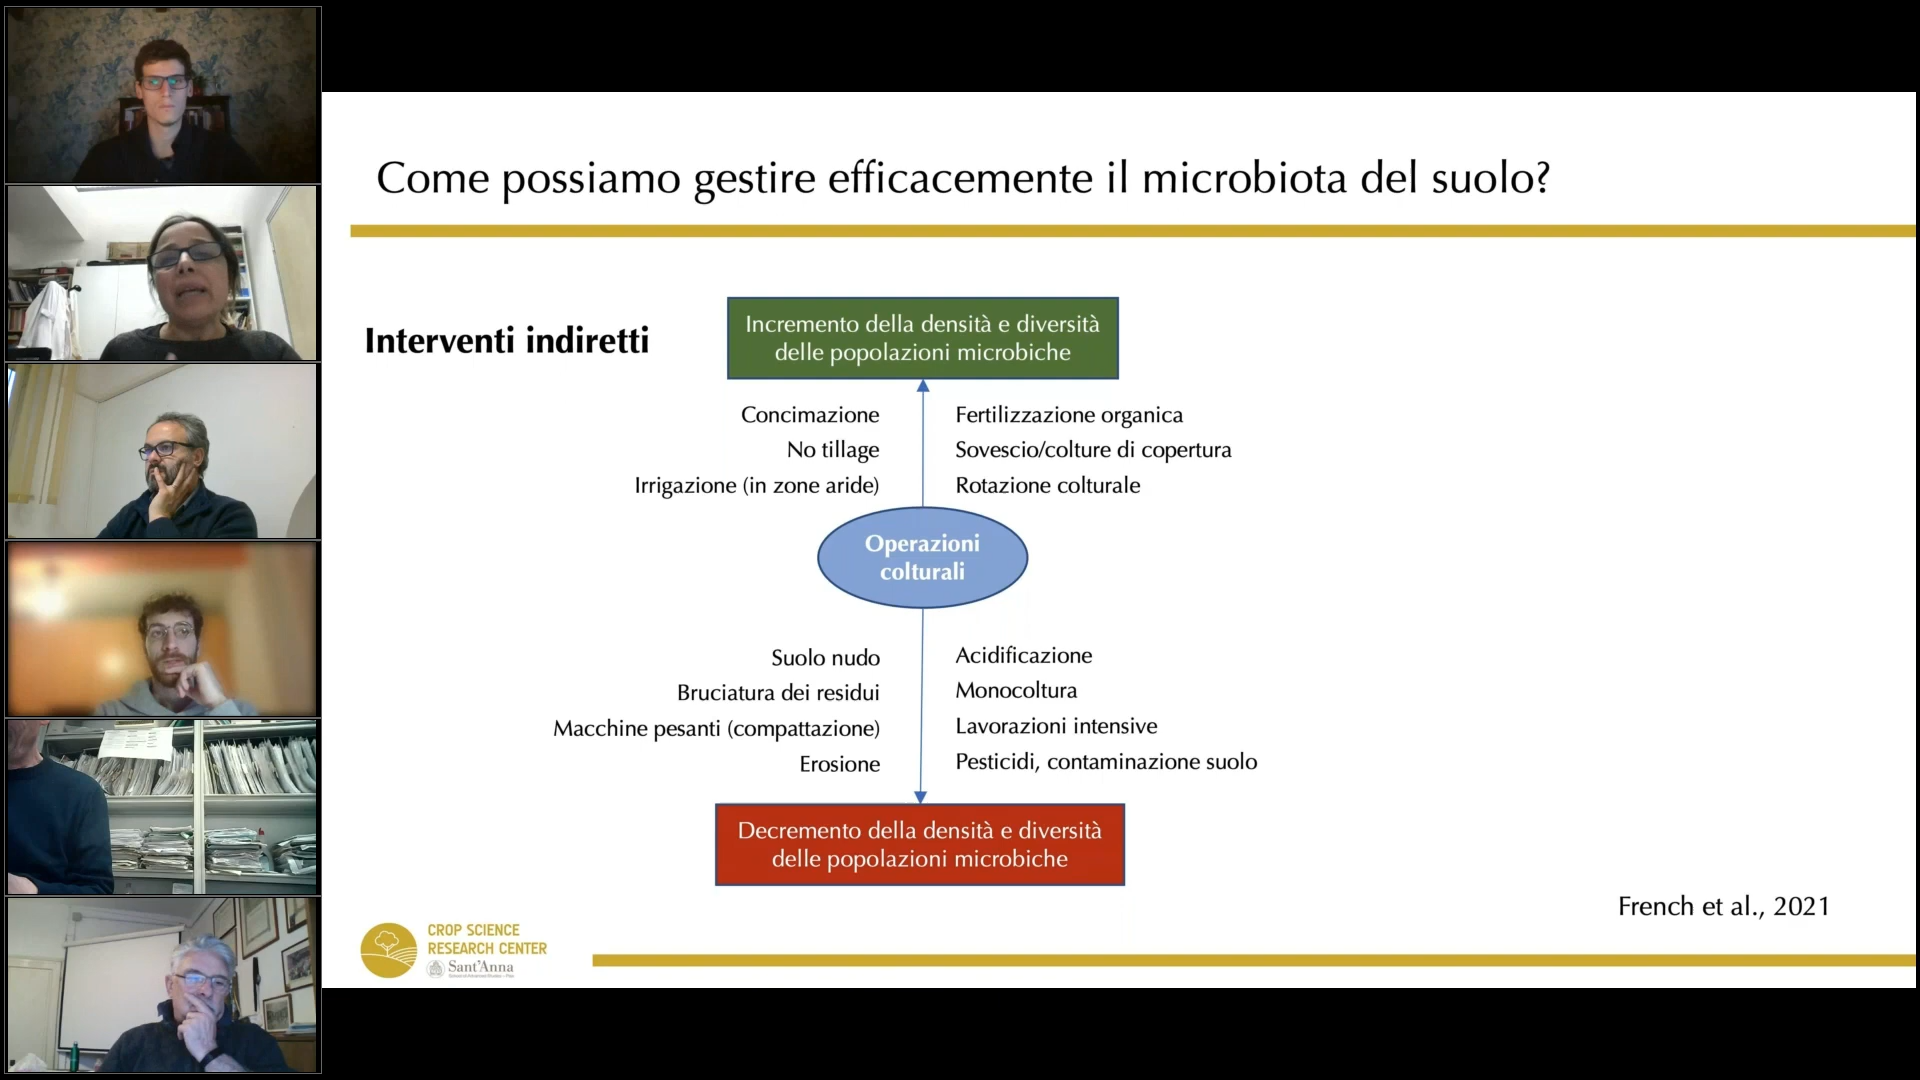 Come possiamo gestire efficacemente il microbiota del suolo?
Interventi indiretti
Incremento della densità e diversità
delle popolazioni microbiche
Concimazione
No tillage
Irrigazione (in zone aride)
Fertilizzazione organica
Sovescio/colture di copertura
Rotazione colturale
Operazioni
colturali
Suolo nudo
Bruciatura dei residui
Macchine pesanti (compattazione)
Erosione
Acidificazione
Monocoltura
Lavorazioni intensive
Pesticidi, contaminazione suolo
Decremento della densità e diversità
delle popolazioni microbiche
French et al., 2021
CROP SCIENCE
RESEARCH CENTER
Sant'Anna